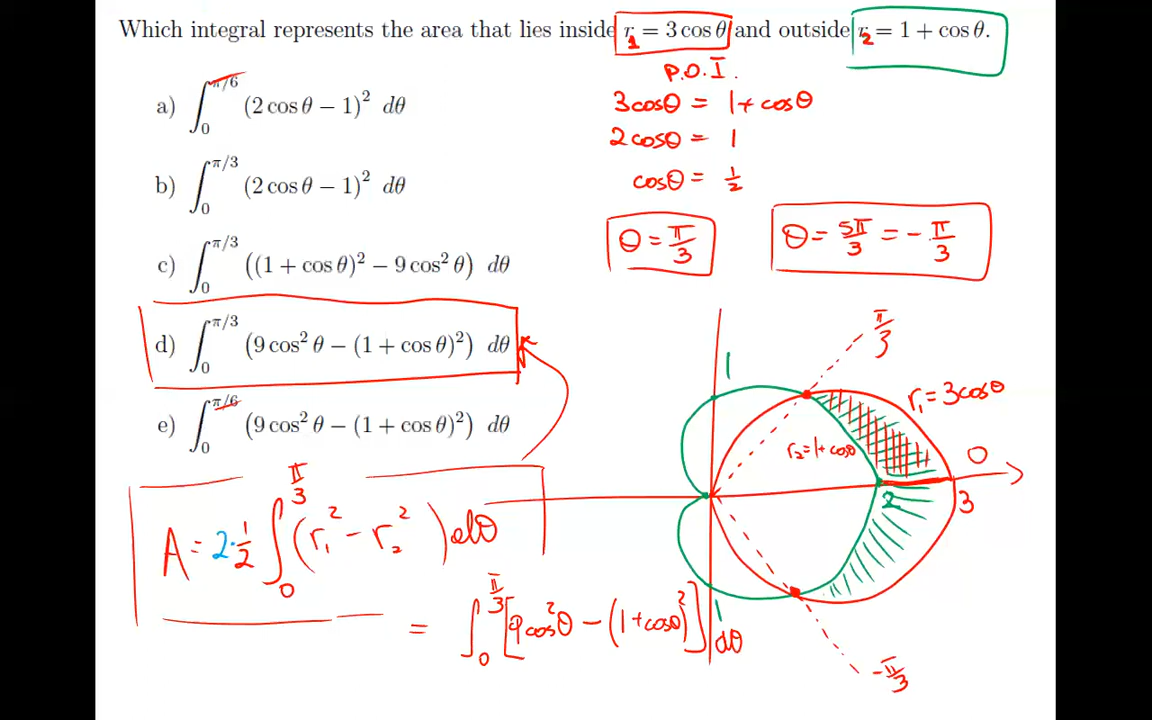 Which integral represents the area that lies inside r₁ = 3 cos θ and outside r₂ = 1 + cos θ.
P.O.I.
a) ∫₀^{π/6} (2 cos θ − 1)² dθ
3cosθ = 1 + cosθ
2cosθ = 1
b) ∫₀^{π/3} (2 cos θ − 1)² dθ
cosθ = 1/2
θ = π/3
θ = 5π/3 = −π/3
c) ∫₀^{π/3} ((1 + cos θ)² − 9 cos² θ) dθ
d) ∫₀^{π/3} (9 cos² θ − (1 + cos θ)²) dθ
e) ∫₀^{π/6} (9 cos² θ − (1 + cos θ)²) dθ
π/3
1
r₁ = 3cosθ
r₂ = 1 + cosθ
0
2
3
1
−π/3
A = 2·1/2 ∫₀^{π/3} (r₁² − r₂²) dθ
= ∫₀^{π/3} [9cos²θ − (1+cosθ)²] dθ